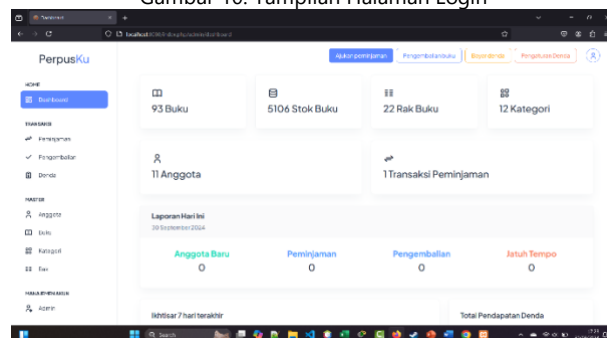 Gambar 10. Tampilan Halaman Login
Dashboard
PerpusKu
Ajukan peminjaman
Pengembalian buku
Bayar denda
Pengaturan Denda
HOME
Dashboard
TRANSAKSI
Peminjaman
Pengembalian
Denda
MASTER
Anggota
Buku
Kategori
Rak
MANAJEMEN AKUN
Admin
93 Buku
5106 Stok Buku
22 Rak Buku
12 Kategori
11 Anggota
1 Transaksi Peminjaman
Laporan Hari Ini
30 September 2024
Anggota Baru
0
Peminjaman
0
Pengembalian
0
Jatuh Tempo
0
Ikhtisar 7 hari terakhir
Total Pendapatan Denda
Search